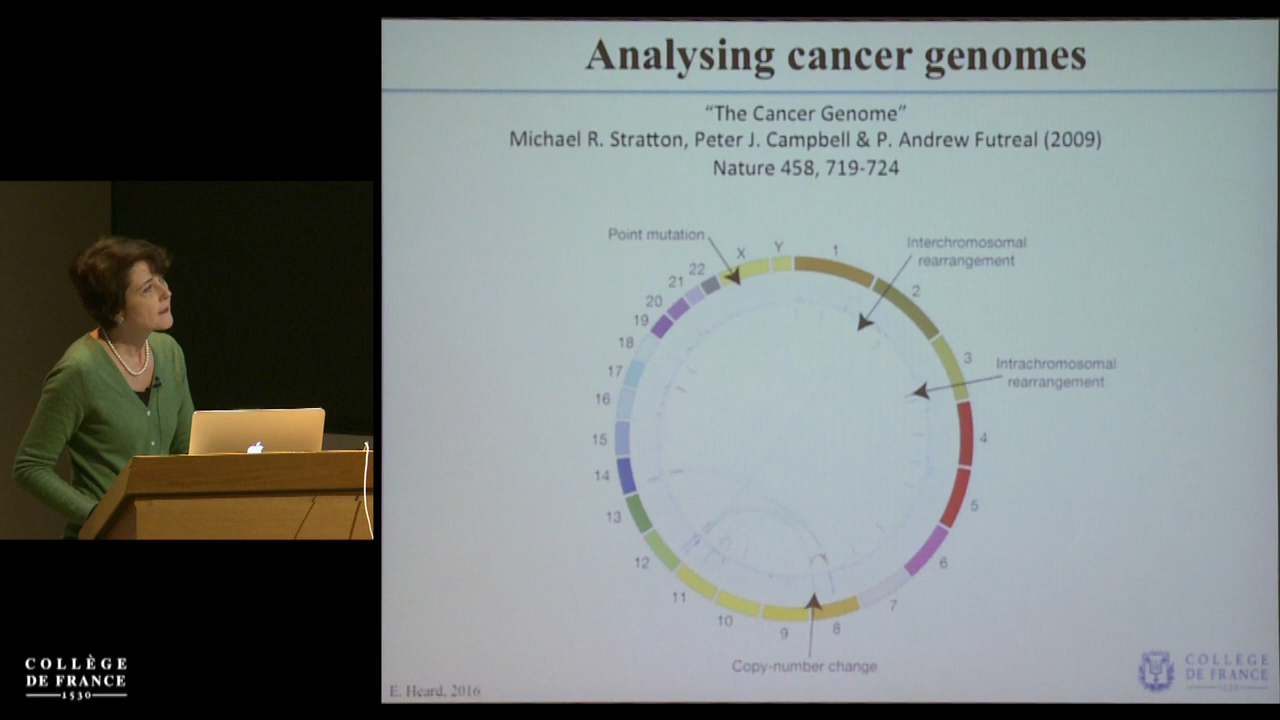 Analysing cancer genomes
“The Cancer Genome”
Michael R. Stratton, Peter J. Campbell & P. Andrew Futreal (2009)
Nature 458, 719-724
Point mutation
Interchromosomal
rearrangement
Intrachromosomal
rearrangement
Copy-number change
X
Y
1
2
3
4
5
6
7
8
9
10
11
12
13
14
15
16
17
18
19
20
21
22
E. Heard, 2016
COLLÈGE
DE FRANCE
1530
COLLÈGE
DE FRANCE
1530